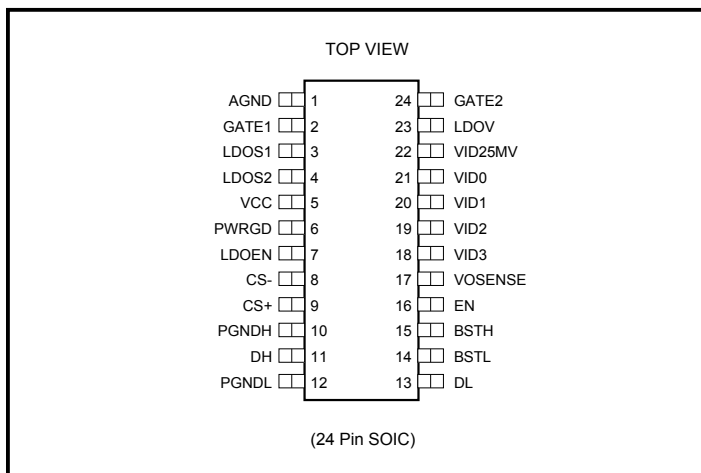 TOP VIEW
AGND 1 24 GATE2
GATE1 2 23 LDOV
LDOS1 3 22 VID25MV
LDOS2 4 21 VID0
VCC 5 20 VID1
PWRGD 6 19 VID2
LDOEN 7 18 VID3
CS- 8 17 VOSENSE
CS+ 9 16 EN
PGNDH 10 15 BSTH
DH 11 14 BSTL
PGNDL 12 13 DL
(24 Pin SOIC)